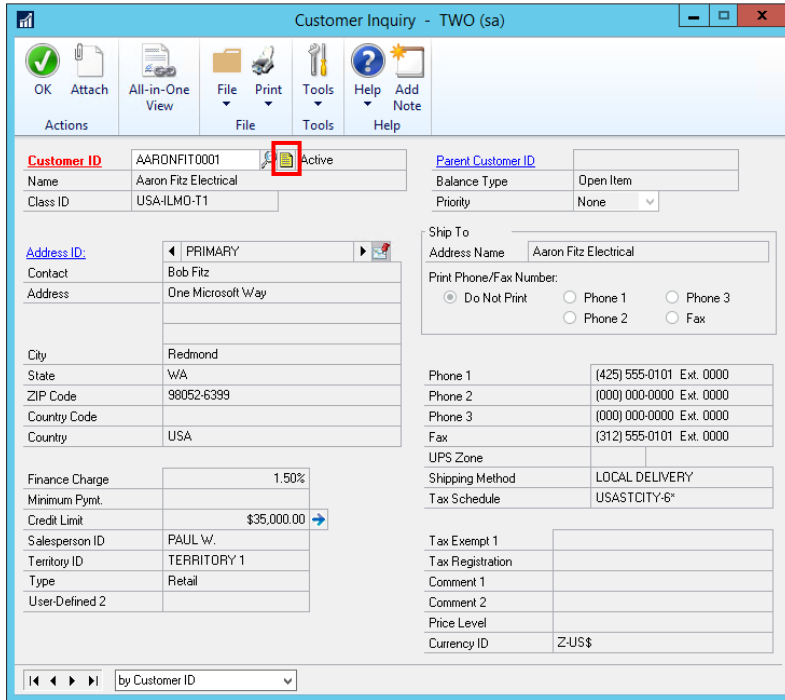 Customer Inquiry - TWO (sa)
OK Attach All-in-One View File Print Tools Help Add Note
Actions File Tools Help
Customer ID AARONFIT0001 Active
Name Aaron Fitz Electrical
Class ID USA-ILMO-T1
Parent Customer ID
Balance Type Open Item
Priority None
Address ID: PRIMARY
Contact Bob Fitz
Address One Microsoft Way
City Redmond
State WA
ZIP Code 98052-6399
Country Code
Country USA
Ship To
Address Name Aaron Fitz Electrical
Print Phone/Fax Number:
Do Not Print Phone 1 Phone 3
Phone 2 Fax
Phone 1 (425) 555-0101 Ext. 0000
Phone 2 (000) 000-0000 Ext. 0000
Phone 3 (000) 000-0000 Ext. 0000
Fax (312) 555-0101 Ext. 0000
UPS Zone
Shipping Method LOCAL DELIVERY
Tax Schedule USASTCITY-6*
Finance Charge 1.50%
Minimum Pymt.
Credit Limit $35,000.00
Salesperson ID PAUL W.
Territory ID TERRITORY 1
Type Retail
User-Defined 2
Tax Exempt 1
Tax Registration
Comment 1
Comment 2
Price Level
Currency ID Z-US$
by Customer ID